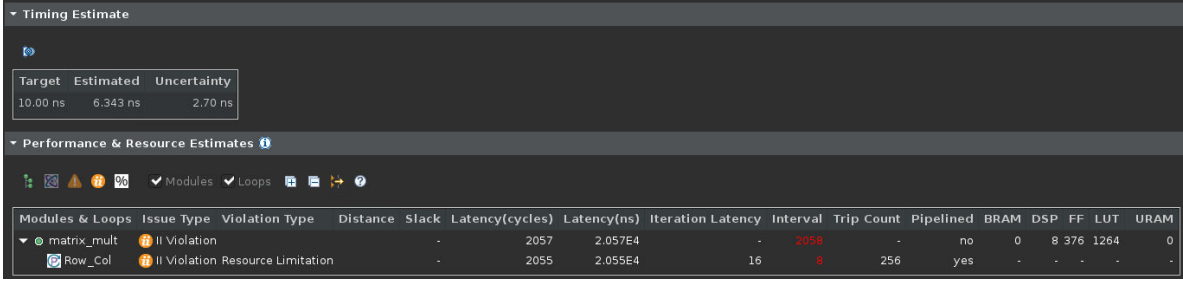 Timing Estimate
Target Estimated Uncertainty
10.00 ns 6.343 ns 2.70 ns
Performance & Resource Estimates
% Modules Loops
Modules & Loops Issue Type Violation Type Distance Slack Latency(cycles) Latency(ns) Iteration Latency Interval Trip Count Pipelined BRAM DSP FF LUT URAM
matrix_mult II Violation - 2057 2.057E4 - 2058 - no 0 8 376 1264 0
Row_Col II Violation Resource Limitation - 2055 2.055E4 16 8 256 yes - - - - -